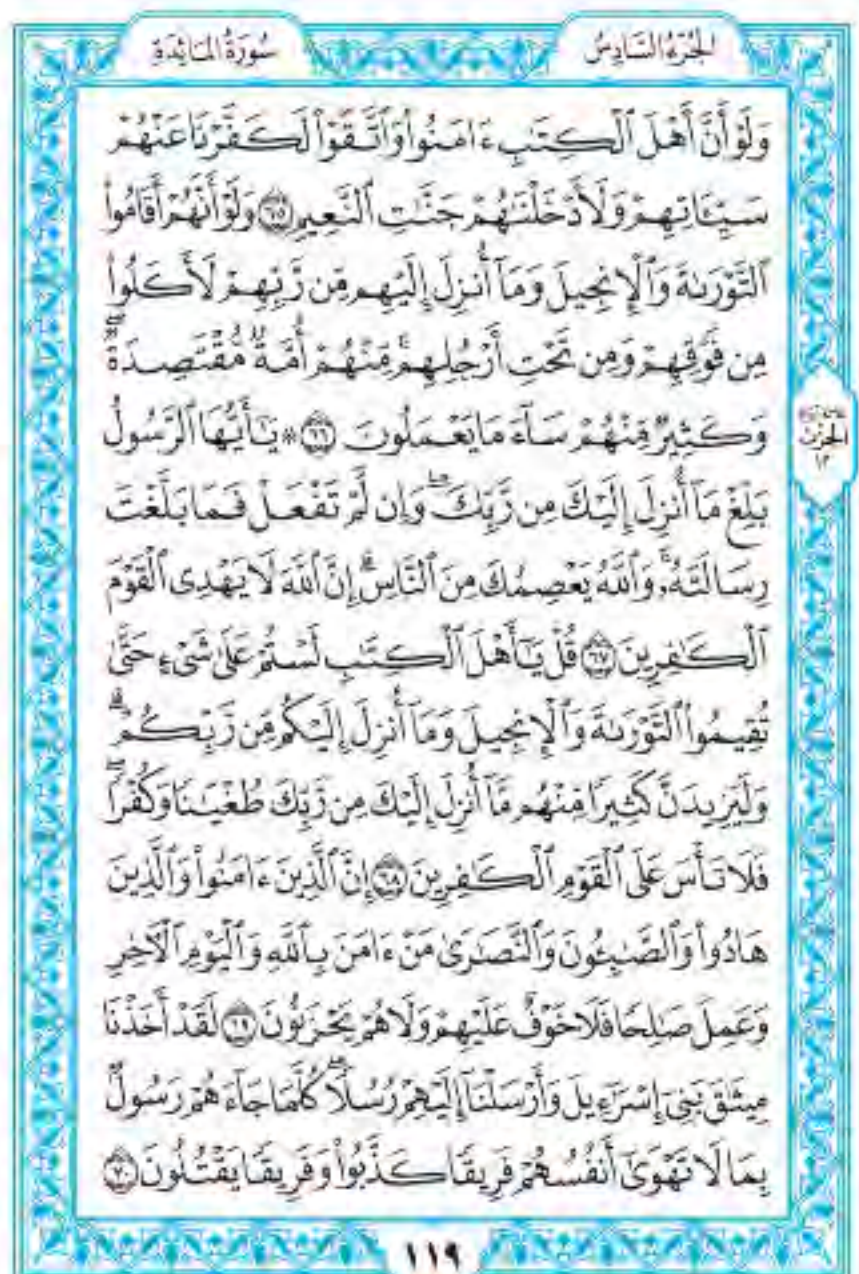 سُورَةُ المَائدَةِ
الجُزْءُ السَّادِسُ
وَلَوْ أَنَّ أَهْلَ ٱلْكِتَٰبِ ءَامَنُوا۟ وَٱتَّقَوْا۟ لَكَفَّرْنَا عَنْهُمْ
سَيِّـَٔاتِهِمْ وَلَأَدْخَلْنَٰهُمْ جَنَّٰتِ ٱلنَّعِيمِ ٦٥ وَلَوْ أَنَّهُمْ أَقَامُوا۟
ٱلتَّوْرَىٰةَ وَٱلْإِنجِيلَ وَمَآ أُنزِلَ إِلَيْهِم مِّن رَّبِّهِمْ لَأَكَلُوا۟
مِن فَوْقِهِمْ وَمِن تَحْتِ أَرْجُلِهِم ۚ مِّنْهُمْ أُمَّةٌ مُّقْتَصِدَةٌ ۖ
وَكَثِيرٌ مِّنْهُمْ سَآءَ مَا يَعْمَلُونَ ٦٦ ۞ يَٰٓأَيُّهَا ٱلرَّسُولُ
بَلِّغْ مَآ أُنزِلَ إِلَيْكَ مِن رَّبِّكَ ۖ وَإِن لَّمْ تَفْعَلْ فَمَا بَلَّغْتَ
رِسَالَتَهُۥ ۚ وَٱللَّهُ يَعْصِمُكَ مِنَ ٱلنَّاسِ ۗ إِنَّ ٱللَّهَ لَا يَهْدِى ٱلْقَوْمَ
ٱلْكَٰفِرِينَ ٦٧ قُلْ يَٰٓأَهْلَ ٱلْكِتَٰبِ لَسْتُمْ عَلَىٰ شَىْءٍ حَتَّىٰ
تُقِيمُوا۟ ٱلتَّوْرَىٰةَ وَٱلْإِنجِيلَ وَمَآ أُنزِلَ إِلَيْكُم مِّن رَّبِّكُمْ ۗ
وَلَيَزِيدَنَّ كَثِيرًا مِّنْهُم مَّآ أُنزِلَ إِلَيْكَ مِن رَّبِّكَ طُغْيَٰنًا وَكُفْرًا ۖ
فَلَا تَأْسَ عَلَى ٱلْقَوْمِ ٱلْكَٰفِرِينَ ٦٨ إِنَّ ٱلَّذِينَ ءَامَنُوا۟ وَٱلَّذِينَ
هَادُوا۟ وَٱلصَّٰبِـُٔونَ وَٱلنَّصَٰرَىٰ مَنْ ءَامَنَ بِٱللَّهِ وَٱلْيَوْمِ ٱلْءَاخِرِ
وَعَمِلَ صَٰلِحًا فَلَا خَوْفٌ عَلَيْهِمْ وَلَا هُمْ يَحْزَنُونَ ٦٩ لَقَدْ أَخَذْنَا
مِيثَٰقَ بَنِىٓ إِسْرَٰٓءِيلَ وَأَرْسَلْنَآ إِلَيْهِمْ رُسُلًا ۖ كُلَّمَا جَآءَهُمْ رَسُولٌۢ
بِمَا لَا تَهْوَىٰٓ أَنفُسُهُمْ فَرِيقًا كَذَّبُوا۟ وَفَرِيقًا يَقْتُلُونَ ٧٠
الحِزْبُ
١١٩